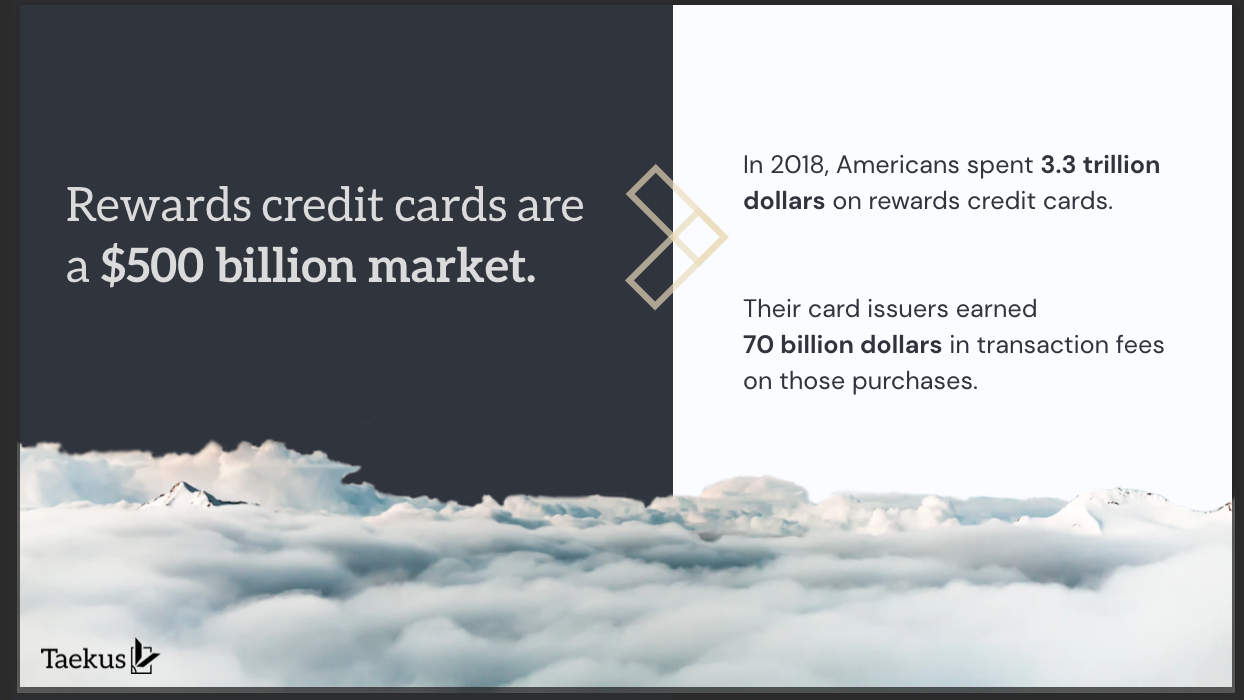 Rewards credit cards are
a $500 billion market.
In 2018, Americans spent 3.3 trillion
dollars on rewards credit cards.
Their card issuers earned
70 billion dollars in transaction fees
on those purchases.
Taekus